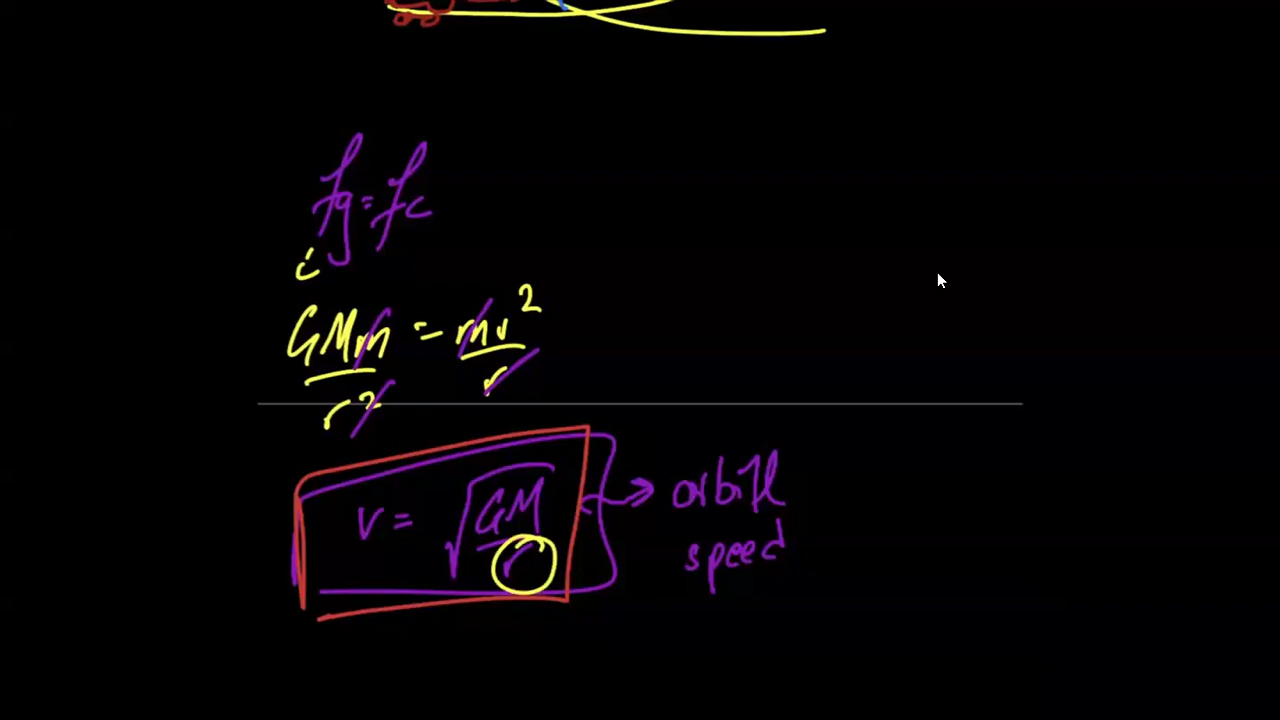 fg = fc
GMm = mv²
r² r
v = √GM/r → orbital
speed